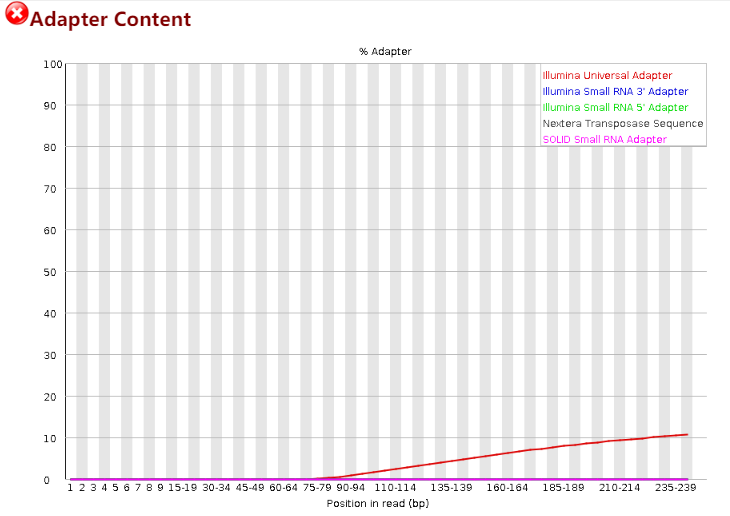 Adapter Content
% Adapter
Illumina Universal Adapter
Illumina Small RNA 3' Adapter
Illumina Small RNA 5' Adapter
Nextera Transposase Sequence
SOLID Small RNA Adapter
100
90
80
70
60
50
40
30
20
10
0
1 2 3 4 5 6 7 8 9 15-19 30-34 45-49 60-64 75-79 90-94 110-114 135-139 160-164 185-189 210-214 235-239
Position in read (bp)